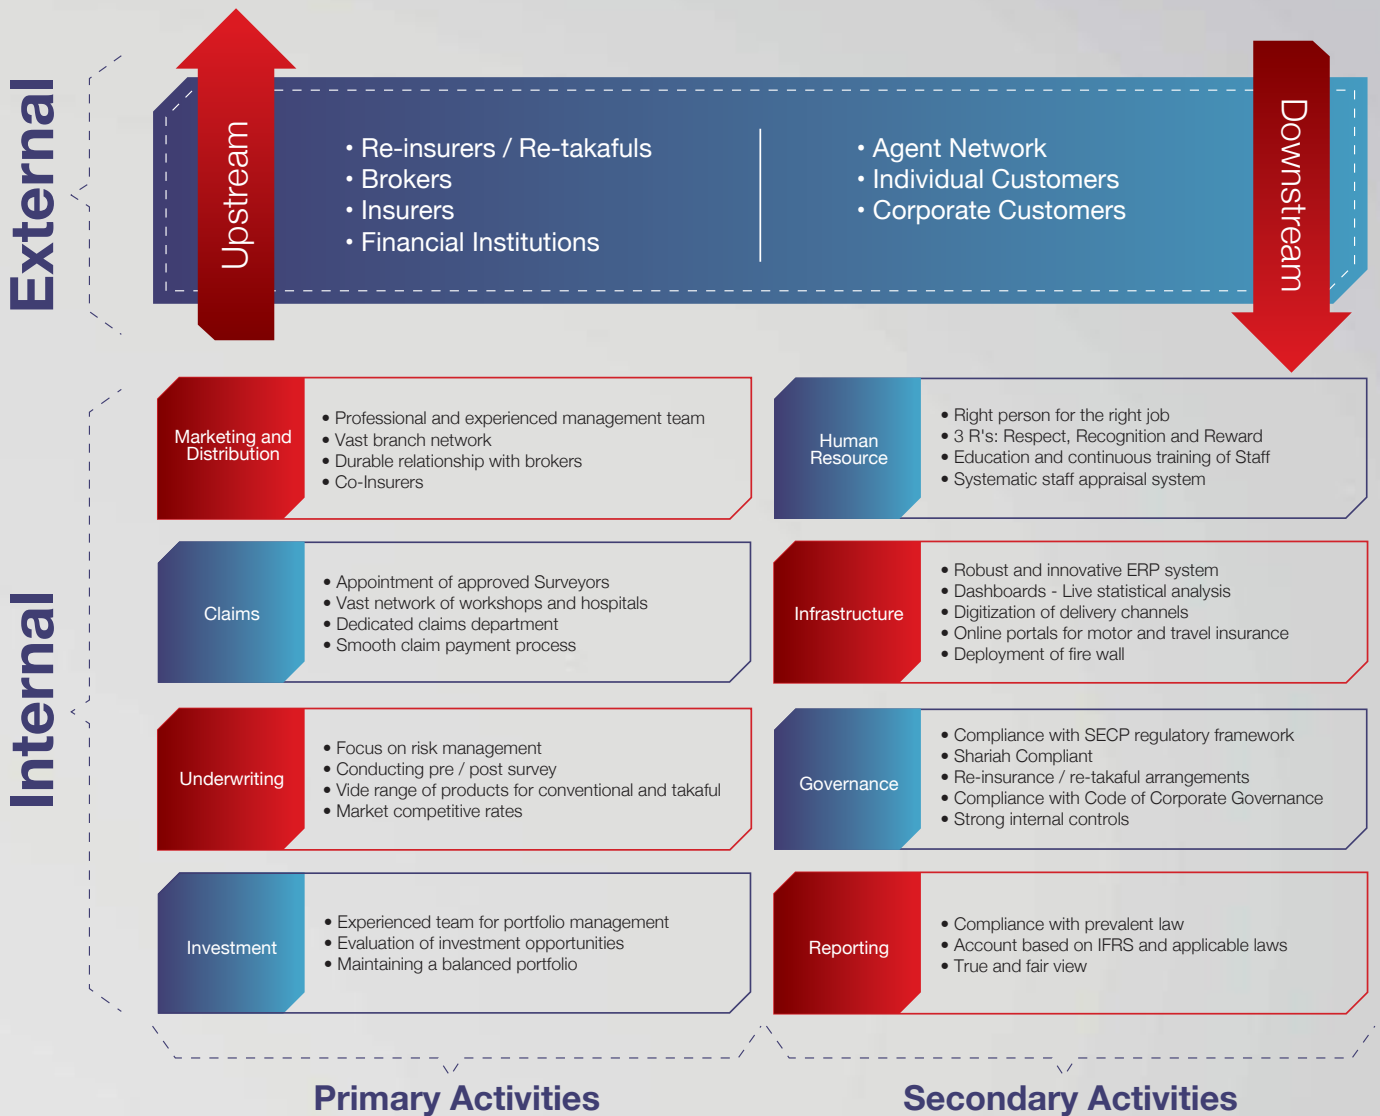 External
Upstream
• Re-insurers / Re-takafuls
• Brokers
• Insurers
• Financial Institutions
• Agent Network
• Individual Customers
• Corporate Customers
Downstream
Internal
Marketing and
Distribution
• Professional and experienced management team
• Vast branch network
• Durable relationship with brokers
• Co-Insurers
Human
Resource
• Right person for the right job
• 3 R's: Respect, Recognition and Reward
• Education and continuous training of Staff
• Systematic staff appraisal system
Claims
• Appointment of approved Surveyors
• Vast network of workshops and hospitals
• Dedicated claims department
• Smooth claim payment process
Infrastructure
• Robust and innovative ERP system
• Dashboards - Live statistical analysis
• Digitization of delivery channels
• Online portals for motor and travel insurance
• Deployment of fire wall
Underwriting
• Focus on risk management
• Conducting pre / post survey
• Vide range of products for conventional and takaful
• Market competitive rates
Governance
• Compliance with SECP regulatory framework
• Shariah Compliant
• Re-insurance / re-takaful arrangements
• Compliance with Code of Corporate Governance
• Strong internal controls
Investment
• Experienced team for portfolio management
• Evaluation of investment opportunities
• Maintaining a balanced portfolio
Reporting
• Compliance with prevalent law
• Account based on IFRS and applicable laws
• True and fair view
Primary Activities
Secondary Activities